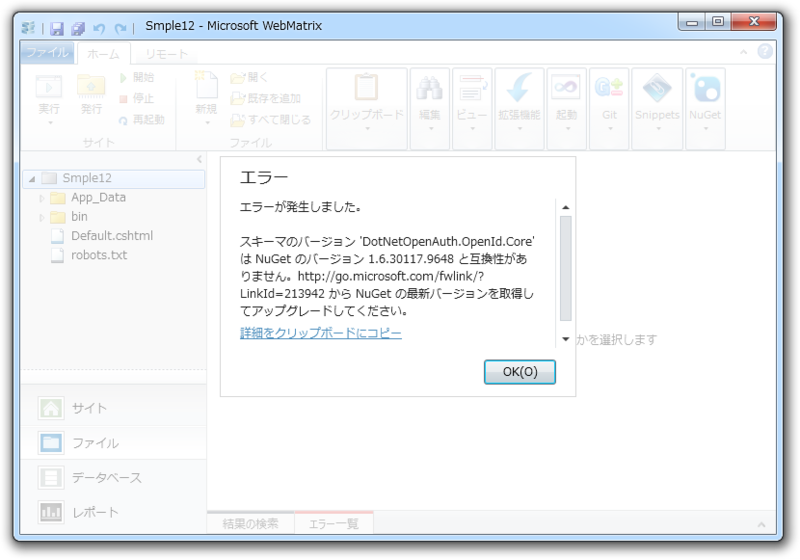 Smple12 - Microsoft WebMatrix
ファイル ホーム リモート
実行
発行
開始
停止
再起動
サイト
新規
開く
既存を追加
すべて閉じる
ファイル
クリップボード
編集
ビュー
拡張機能
起動
Git
Snippets
NuGet
Smple12
App_Data
bin
Default.cshtml
robots.txt
エラー
エラーが発生しました。
スキーマのバージョン 'DotNetOpenAuth.OpenId.Core'
は NuGet のバージョン 1.6.30117.9648 と互換性があ
りません。http://go.microsoft.com/fwlink/?
LinkId=213942 から NuGet の最新バージョンを取得し
てアップグレードしてください。
詳細をクリップボードにコピー
OK(O)
かを選択します
サイト
ファイル
データベース
レポート
結果の検索 エラー一覧